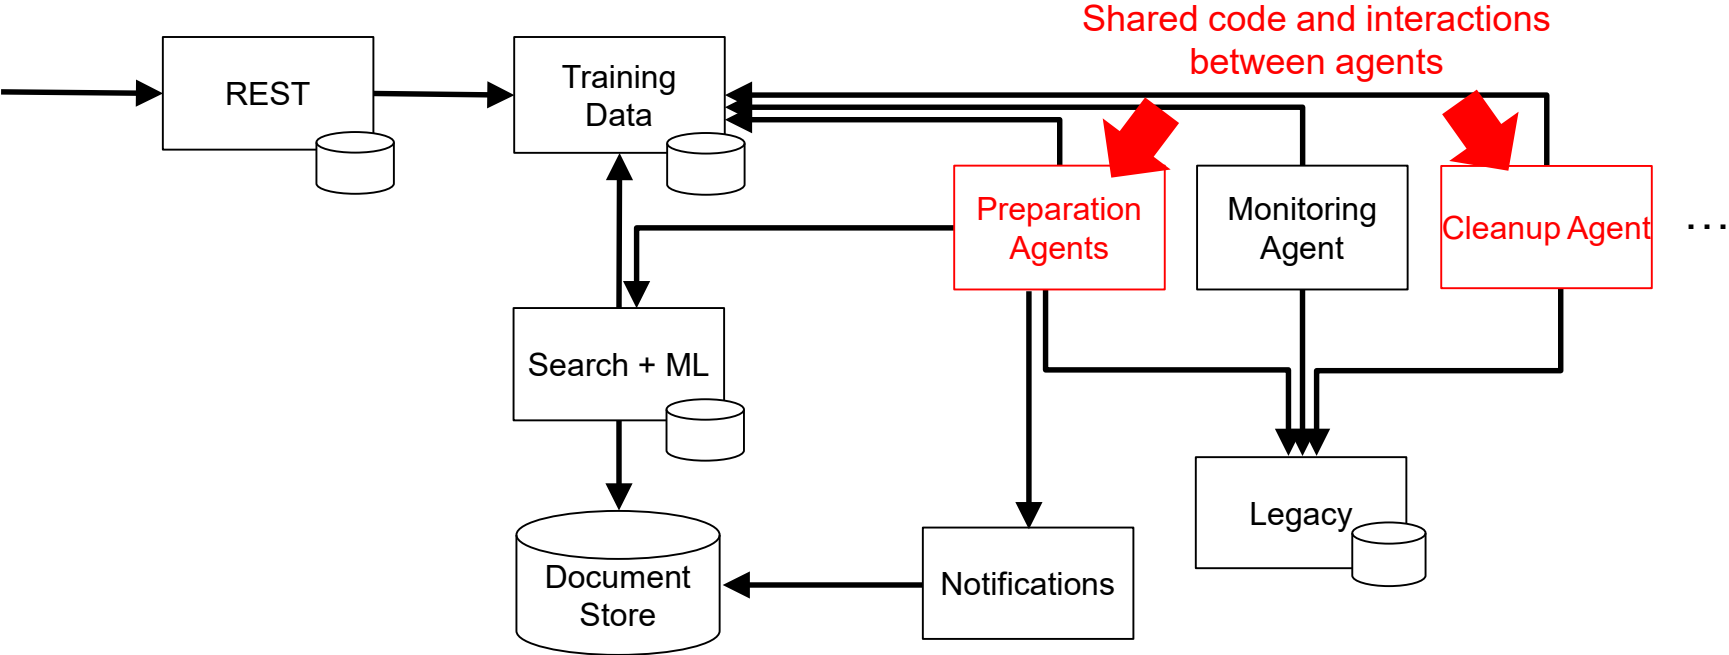 Shared code and interactions
between agents
REST
Training
Data
Preparation
Agents
Monitoring
Agent
Cleanup Agent
...
Search + ML
Legacy
Document
Store
Notifications